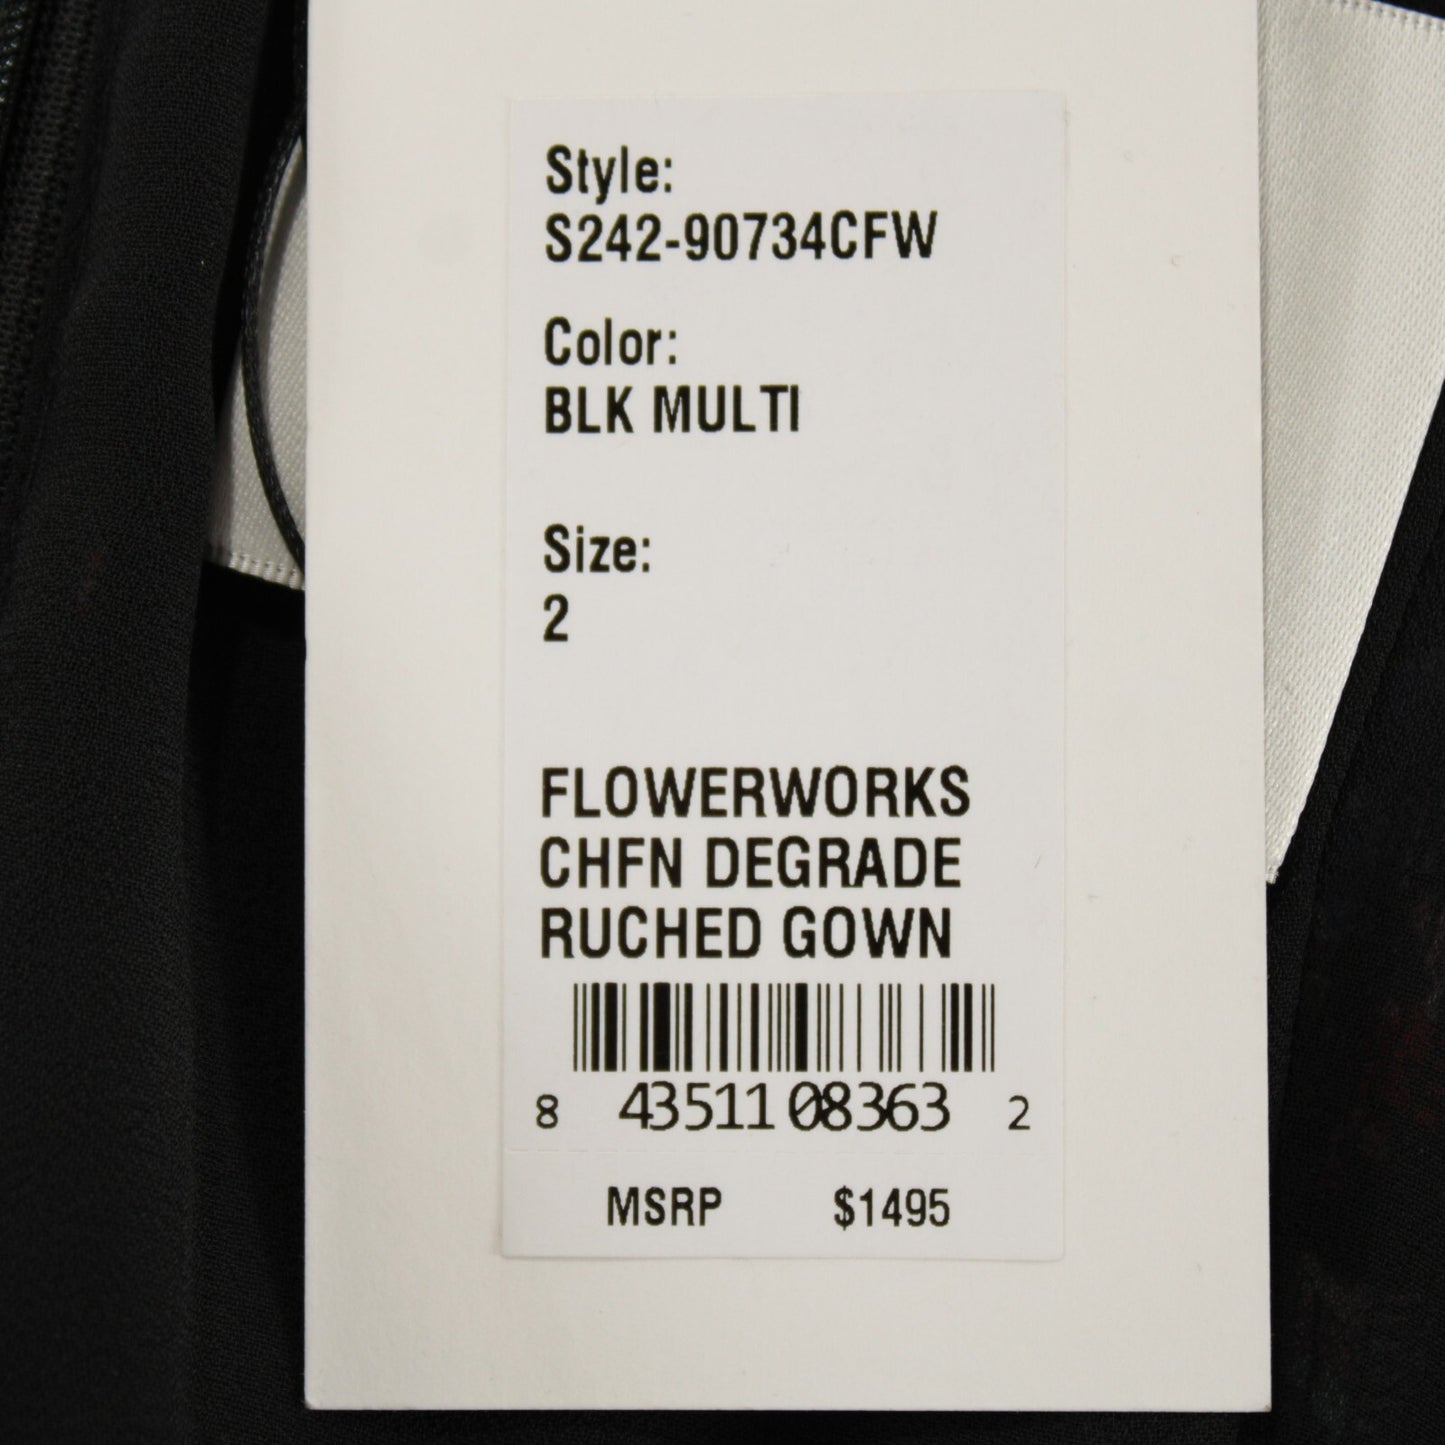 Style:
S242-90734CFW
Color:
BLK MULTI
Size:
2
FLOWERWORKS
CHFN DEGRADE
RUCHED GOWN
8 43511 08363 2
MSRP $1495